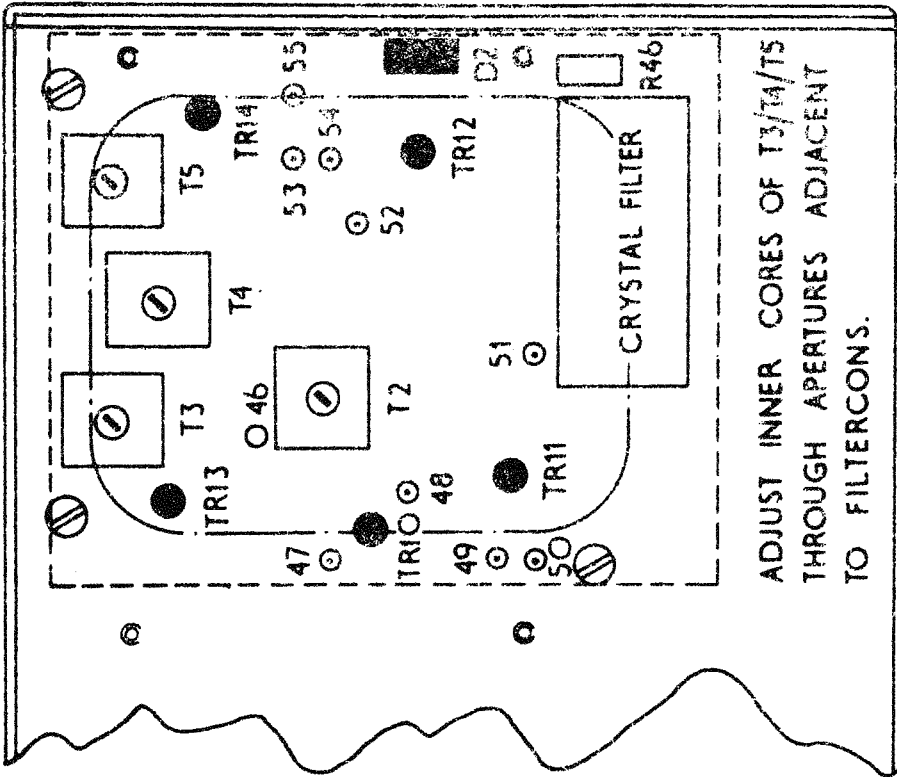 T3
T5
TR13
T4
TR14
46
47
53
55
54
52
T2
TR10
48
TR12
49
D2
51
TR11
50
CRYSTAL FILTER
R46
ADJUST INNER CORES OF T3/T4/T5
THROUGH APERTURES ADJACENT
TO FILTERCONS.